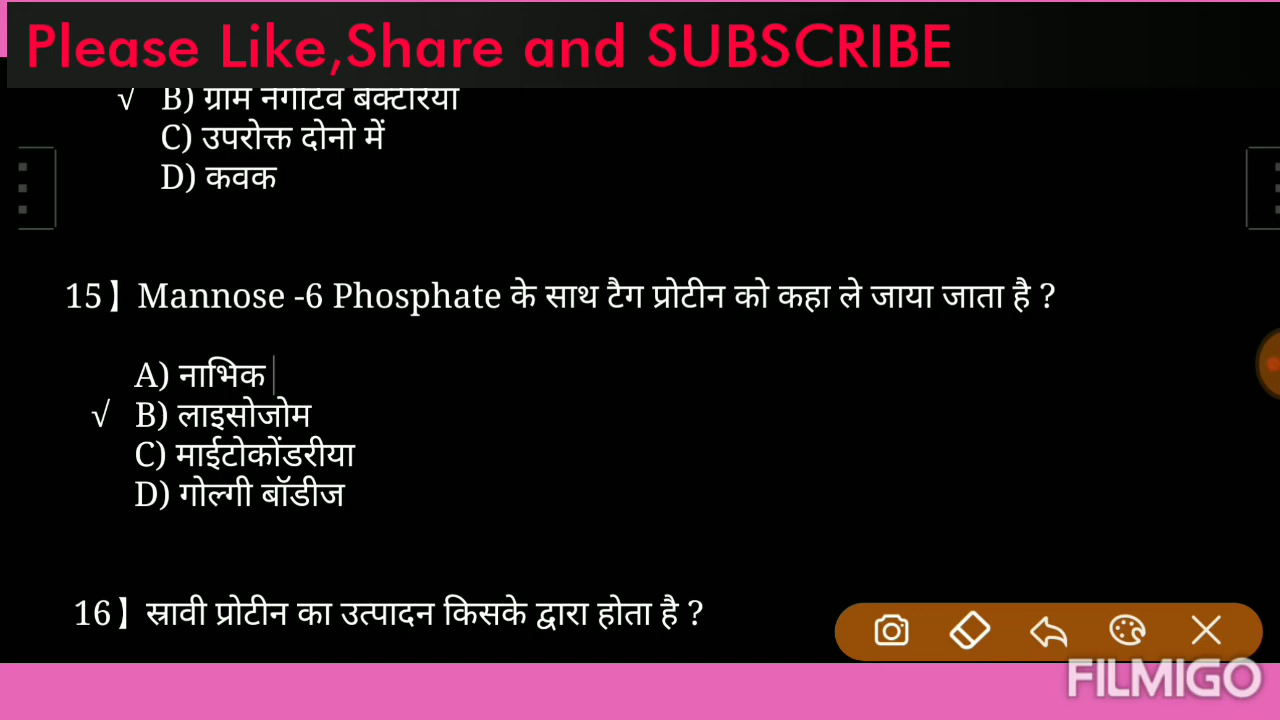 Please Like,Share and SUBSCRIBE
√ B) ग्राम नेगेटिव बैक्टीरिया
C) उपरोक्त दोनो में
D) कवक
15】Mannose -6 Phosphate के साथ टैग प्रोटीन को कहा ले जाया जाता है ?
A) नाभिक
√ B) लाइसोजोम
C) माईटोकोंडरीया
D) गोल्गी बॉडीज
16】स्रावी प्रोटीन का उत्पादन किसके द्वारा होता है ?
FILMIGO